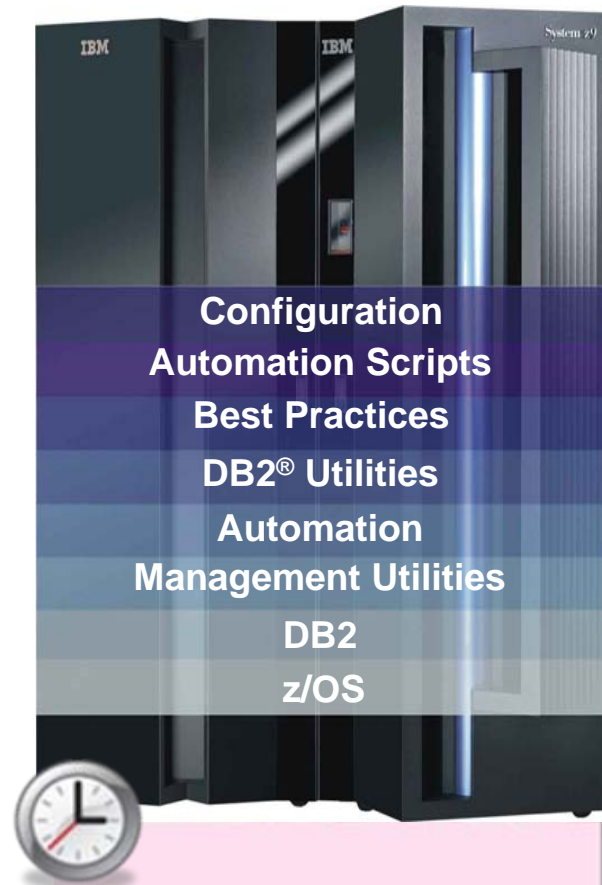 IBM
IBM
System z9
Configuration
Automation Scripts
Best Practices
DB2® Utilities
Automation
Management Utilities
DB2
z/OS